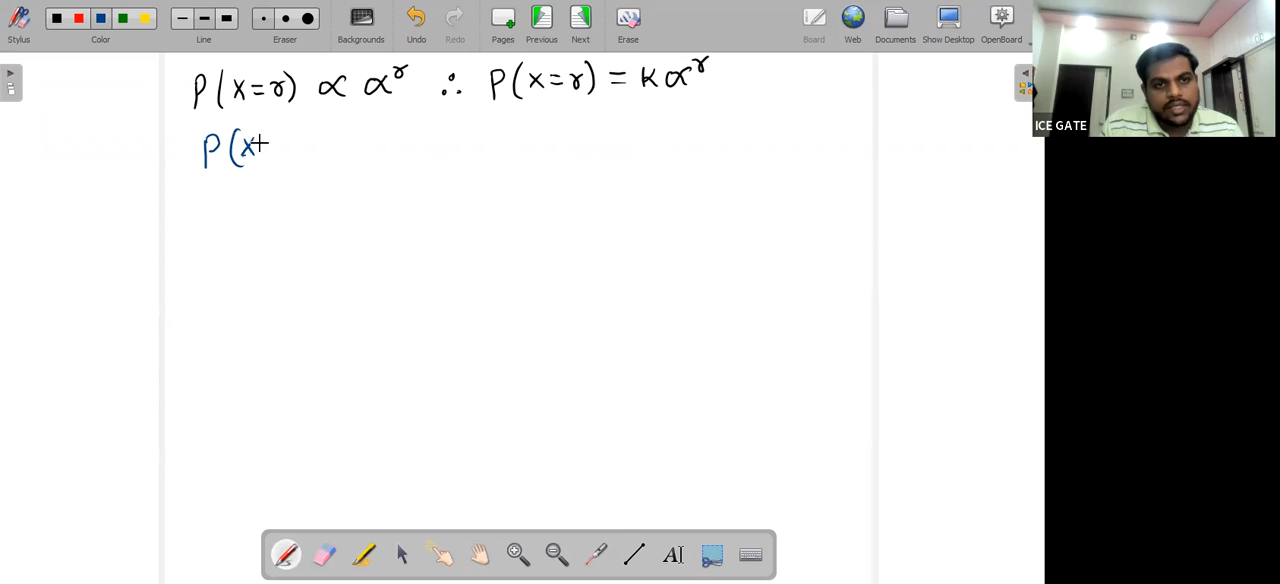 Stylus Color Line Eraser Backgrounds Undo Redo Pages Previous Next Erase Board Web Documents Show Desktop OpenBoard
P(x=r) ∝ α^r ∴ P(x=r) = kα^r
P(x
ICE GATE
AI